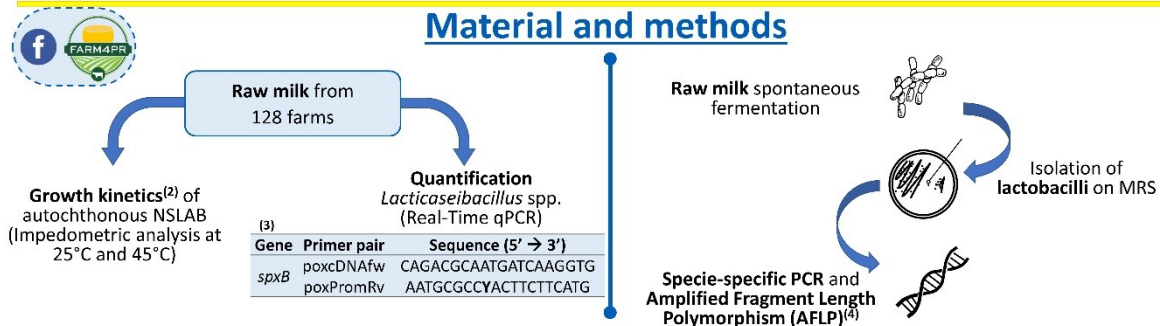 Material and methods
f
FARM4PR
Raw milk from
128 farms
Growth kinetics(2) of
autochthonous NSLAB
(Impedometric analysis at
25°C and 45°C)
Quantification
Lacticaseibacillus spp.
(Real-Time qPCR)
(3)
Gene Primer pair Sequence (5' → 3')
spxB
poxcDNAfw CAGACGCAATGATCAAGGTG
poxPromRv AATGCGCCYACTTCTTCATG
Raw milk spontaneous
fermentation
Isolation of
lactobacilli on MRS
Specie-specific PCR and
Amplified Fragment Length
Polymorphism (AFLP)(4)